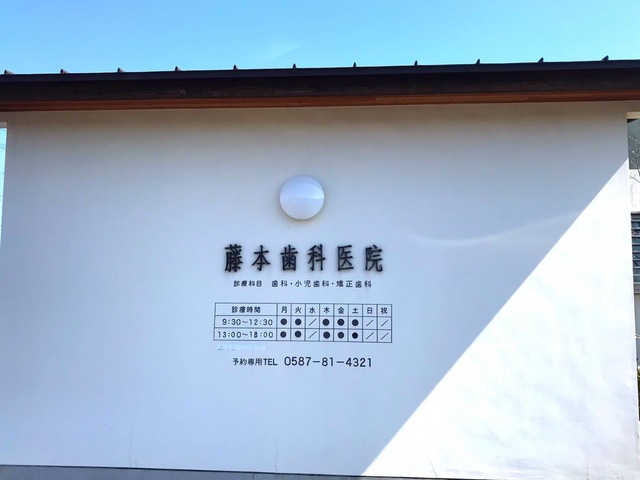 藤本歯科医院
診療科目 歯科・小児歯科・矯正歯科
診療時間 月 火 水 木 金 土 日 祝
9:30－12:30 ● ● ／ ● ● ● ／ ／
13:00－18:00 ● ● ／ ● ● ● ／ ／
予約専用TEL 0587－81－4321